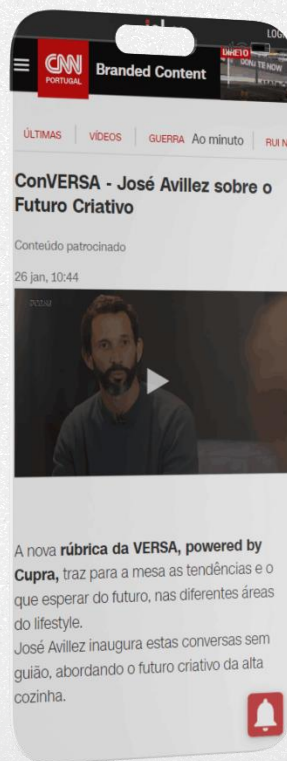 CNN
PORTUGAL
Branded Content
ÚLTIMAS VÍDEOS GUERRA Ao minuto RUI
ConVERSA - José Avillez sobre o
Futuro Criativo
Conteúdo patrocinado
26 jan, 10:44
A nova rúbrica da VERSA, powered by
Cupra, traz para a mesa as tendências e o
que esperar do futuro, nas diferentes áreas
do lifestyle.
José Avillez inaugura estas conversas sem
guião, abordando o futuro criativo da alta
cozinha.